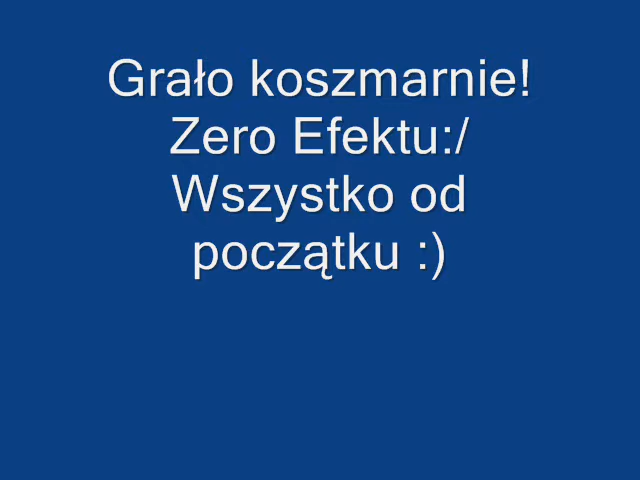 Grało koszmarnie!
Zero Efektu:/
Wszystko od
początku :)